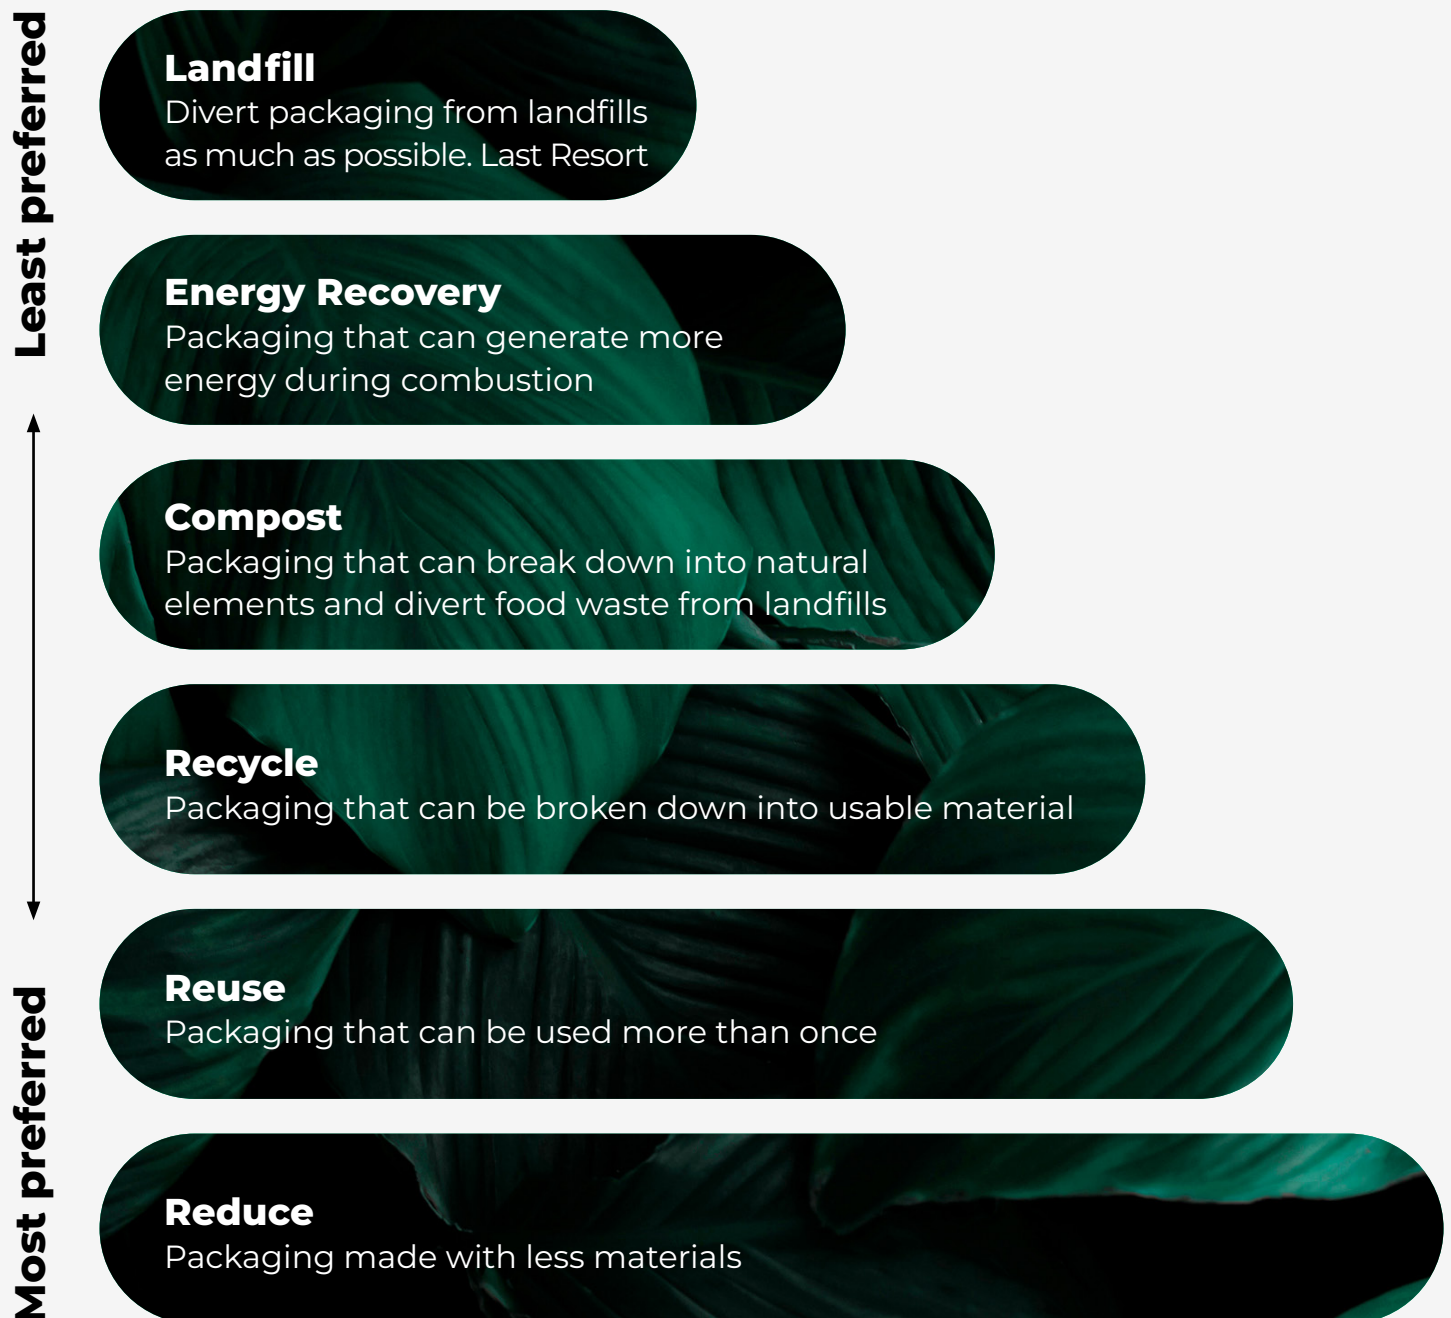 Least preferred
Landfill
Divert packaging from landfills
as much as possible. Last Resort
Energy Recovery
Packaging that can generate more
energy during combustion
Compost
Packaging that can break down into natural
elements and divert food waste from landfills
Recycle
Packaging that can be broken down into usable material
Reuse
Packaging that can be used more than once
Most preferred
Reduce
Packaging made with less materials